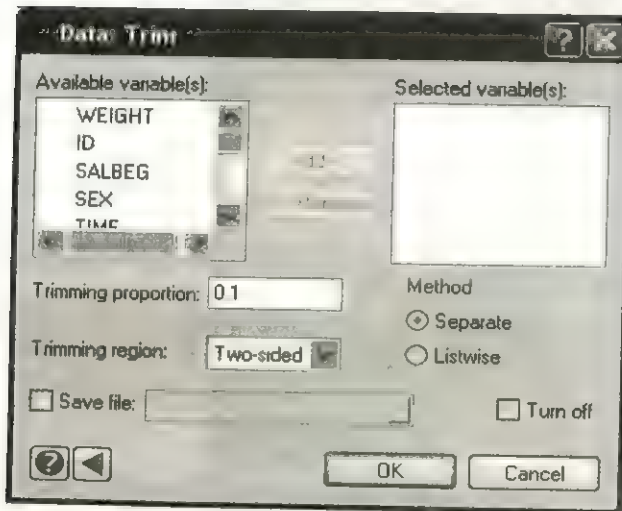 Data: Trim
Available variable(s):
Selected variable(s):
WEIGHT
ID
SALBEG
SEX
TIME
Trimming proportion: 0.1
Method
Separate
Trimming region: Two-sided
Listwise
Save file:
Turn off
OK
Cancel